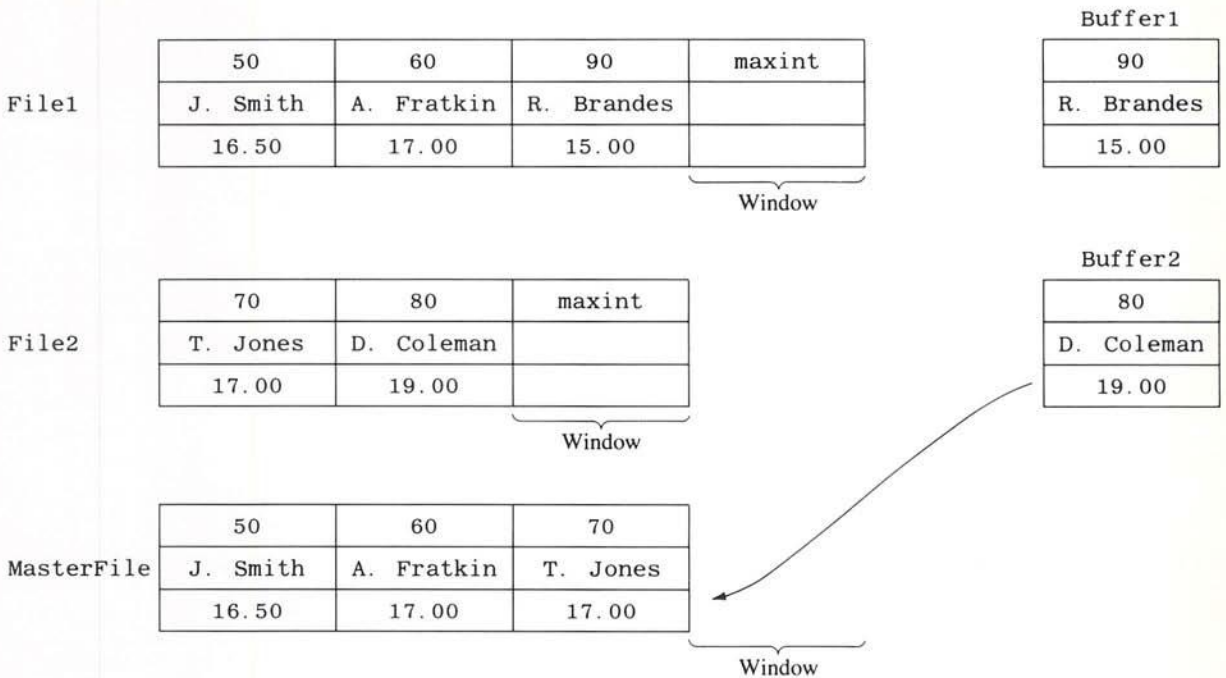 Buffer1
50 60 90 maxint 90
File1 J. Smith A. Fratkin R. Brandes R. Brandes
16.50 17.00 15.00 15.00
Window
Buffer2
70 80 maxint 80
File2 T. Jones D. Coleman D. Coleman
17.00 19.00 19.00
Window
50 60 70
MasterFile J. Smith A. Fratkin T. Jones
16.50 17.00 17.00
Window